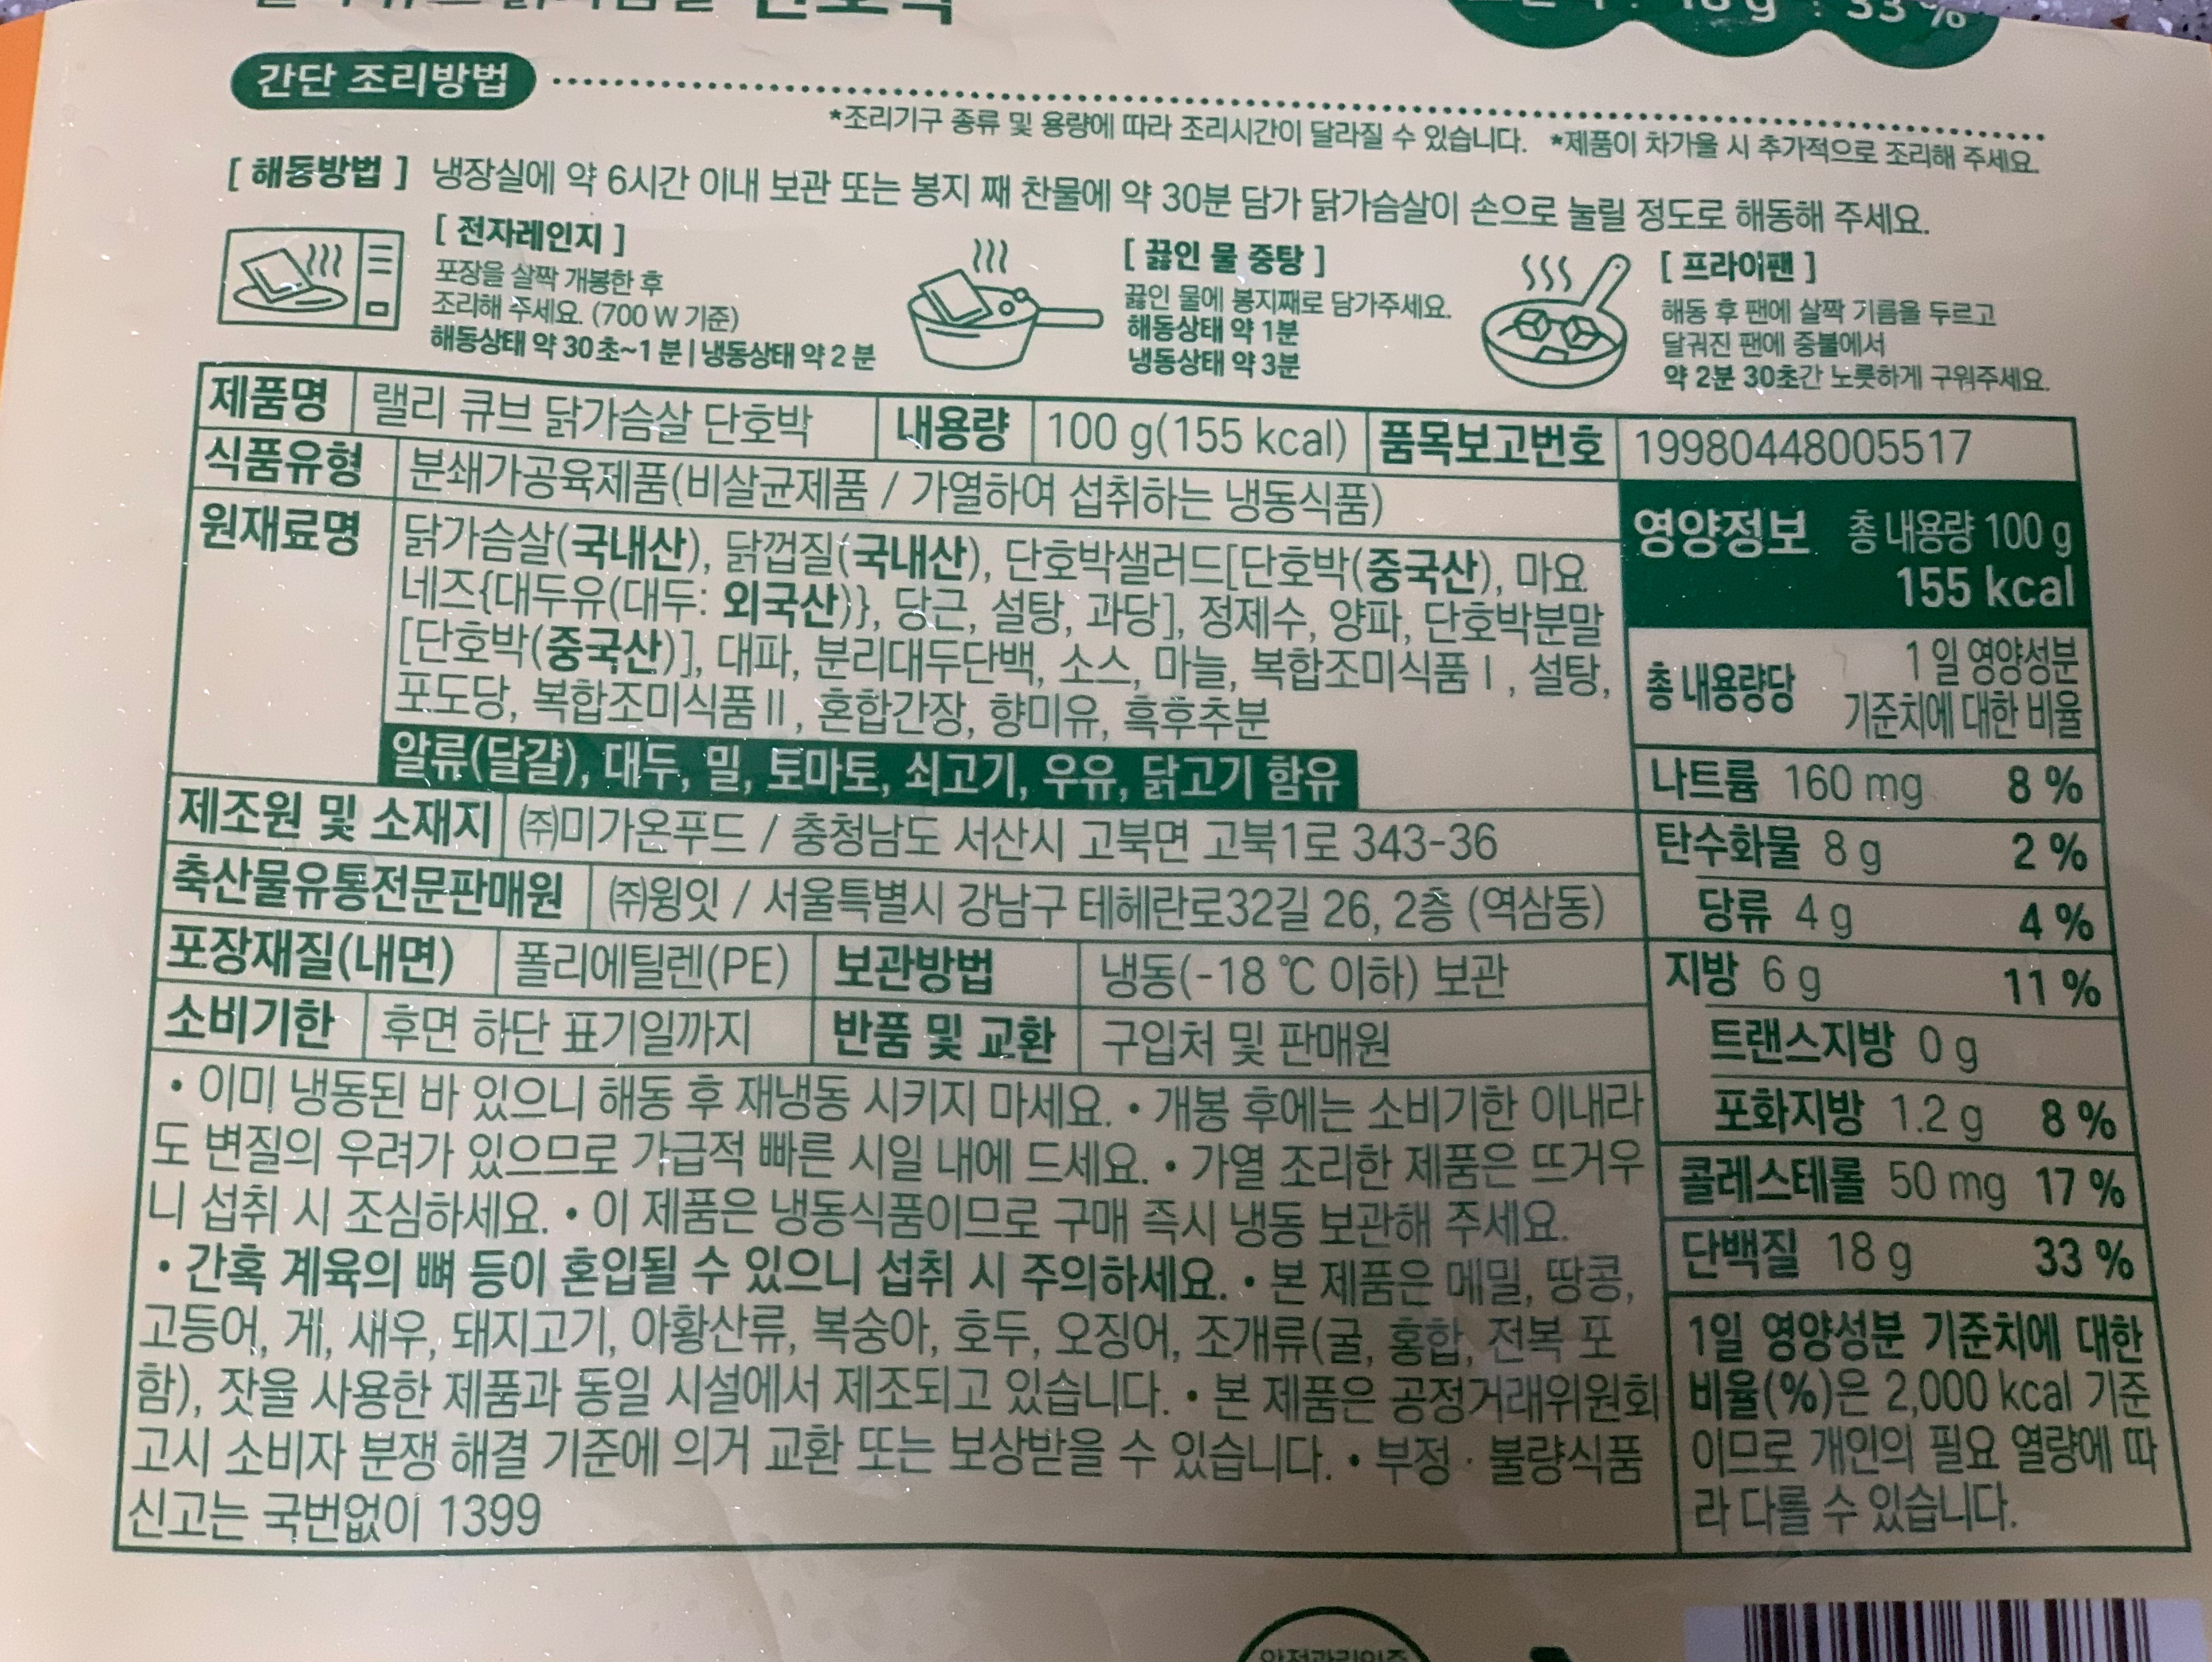 18 g : 33 %
간단 조리방법
*조리기구 종류 및 용량에 따라 조리시간이 달라질 수 있습니다. *제품이 차가울 시 추가적으로 조리해 주세요.
[ 해동방법 ] 냉장실에 약 6시간 이내 보관 또는 봉지 째 찬물에 약 30분 담가 닭가슴살이 손으로 눌릴 정도로 해동해 주세요.
[ 전자레인지 ]
포장을 살짝 개봉한 후
조리해 주세요. (700 W 기준)
해동상태 약 30초~1 분 | 냉동상태 약 2 분
[ 끓인 물 중탕 ]
끓인 물에 봉지째로 담가주세요.
해동상태 약 1분
냉동상태 약 3분
[ 프라이팬 ]
해동 후 팬에 살짝 기름을 두르고
달궈진 팬에 중불에서
약 2분 30초간 노릇하게 구워주세요.
제품명 랠리 큐브 닭가슴살 단호박 내용량 100 g(155 kcal) 품목보고번호 19980448005517
식품유형 분쇄가공육제품(비살균제품 / 가열하여 섭취하는 냉동식품)
원재료명 닭가슴살(국내산), 닭껍질(국내산), 단호박샐러드[단호박(중국산), 마요
네즈{대두유(대두: 외국산)}, 당근, 설탕, 과당], 정제수, 양파, 단호박분말
[단호박(중국산)], 대파, 분리대두단백, 소스, 마늘, 복합조미식품Ⅰ, 설탕,
포도당, 복합조미식품Ⅱ, 혼합간장, 향미유, 흑후추분
알류(달걀), 대두, 밀, 토마토, 쇠고기, 우유, 닭고기 함유
제조원 및 소재지 ㈜미가온푸드 / 충청남도 서산시 고북면 고북1로 343-36
축산물유통전문판매원 ㈜윙잇 / 서울특별시 강남구 테헤란로32길 26, 2층 (역삼동)
포장재질(내면) 폴리에틸렌(PE) 보관방법 냉동(-18 ℃ 이하) 보관
소비기한 후면 하단 표기일까지 반품 및 교환 구입처 및 판매원
• 이미 냉동된 바 있으니 해동 후 재냉동 시키지 마세요. • 개봉 후에는 소비기한 이내라
도 변질의 우려가 있으므로 가급적 빠른 시일 내에 드세요. • 가열 조리한 제품은 뜨거우
니 섭취 시 조심하세요. • 이 제품은 냉동식품이므로 구매 즉시 냉동 보관해 주세요.
• 간혹 계육의 뼈 등이 혼입될 수 있으니 섭취 시 주의하세요. • 본 제품은 메밀, 땅콩,
고등어, 게, 새우, 돼지고기, 아황산류, 복숭아, 호두, 오징어, 조개류(굴, 홍합, 전복 포
함), 잣을 사용한 제품과 동일 시설에서 제조되고 있습니다. • 본 제품은 공정거래위원회
고시 소비자 분쟁 해결 기준에 의거 교환 또는 보상받을 수 있습니다. • 부정 · 불량식품
신고는 국번없이 1399
영양정보 총 내용량 100 g
155 kcal
총 내용량당 1일 영양성분
기준치에 대한 비율
나트륨 160 mg 8 %
탄수화물 8 g 2 %
당류 4 g 4 %
지방 6 g 11 %
트랜스지방 0 g
포화지방 1.2 g 8 %
콜레스테롤 50 mg 17 %
단백질 18 g 33 %
1일 영양성분 기준치에 대한
비율(%)은 2,000 kcal 기준
이므로 개인의 필요 열량에 따
라 다를 수 있습니다.